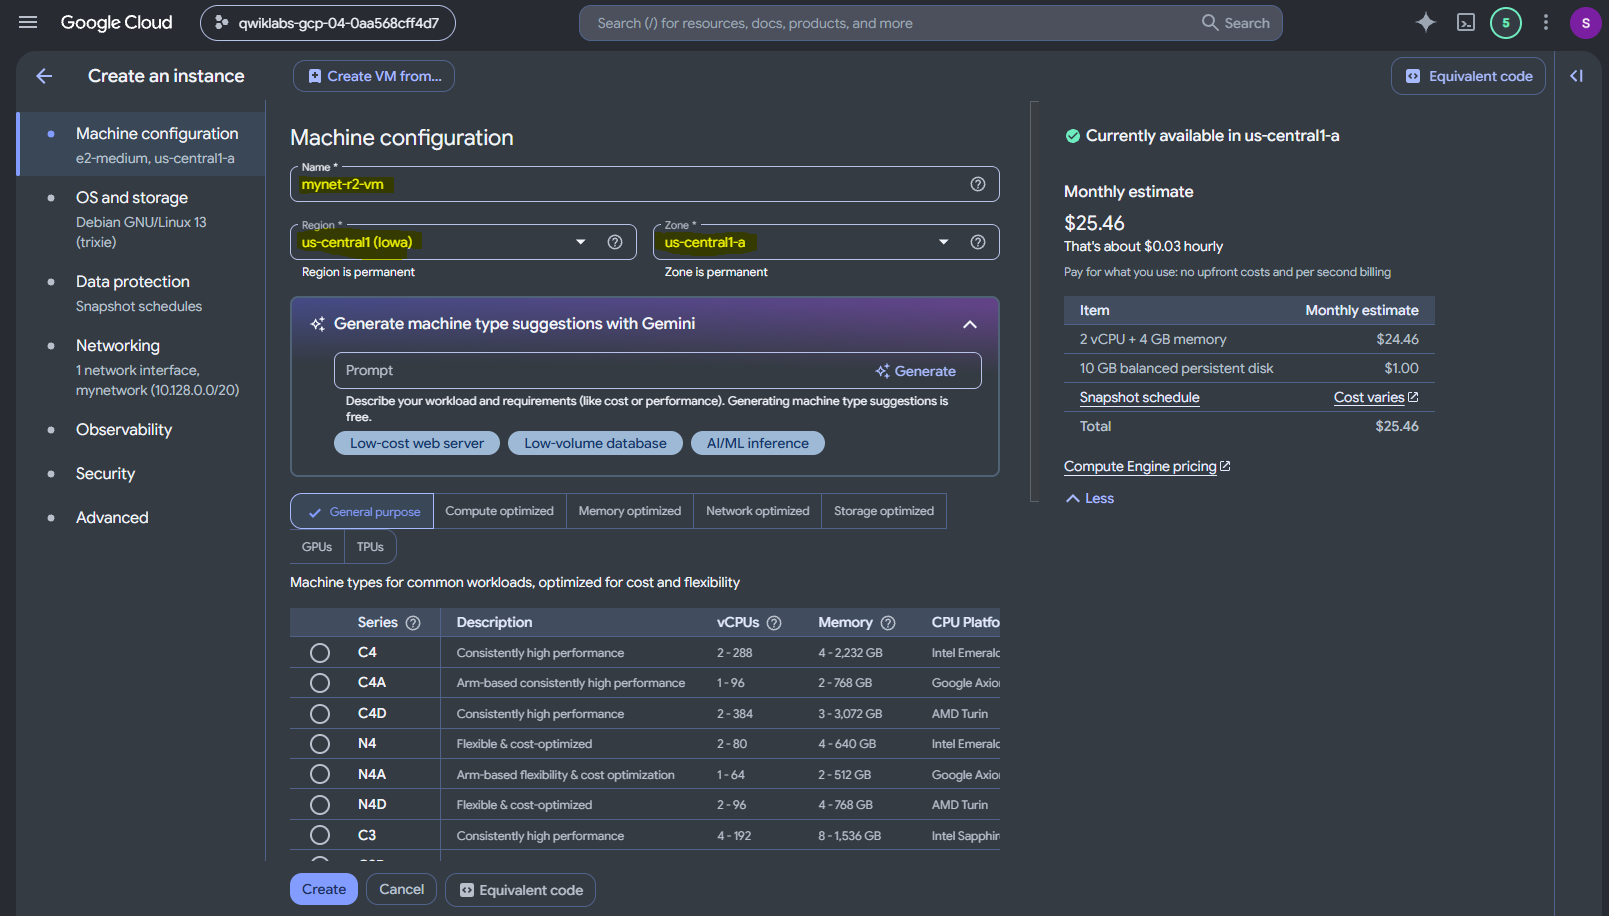 Google Cloud
qwiklabs-gcp-04-0aa568cff4d7
Search (/) for resources, docs, products, and more
Search
5
S
Create an instance
Create VM from...
Equivalent code
Machine configuration
e2-medium, us-central1-a
OS and storage
Debian GNU/Linux 13
(trixie)
Data protection
Snapshot schedules
Networking
1 network interface,
mynetwork (10.128.0.0/20)
Observability
Security
Advanced
Machine configuration
Name *
mynet-r2-vm
Region *
us-central1 (Iowa)
Region is permanent
Zone *
us-central1-a
Zone is permanent
Generate machine type suggestions with Gemini
Prompt
Generate
Describe your workload and requirements (like cost or performance). Generating machine type suggestions is
free.
Low-cost web server
Low-volume database
AI/ML inference
General purpose
Compute optimized
Memory optimized
Network optimized
Storage optimized
GPUs
TPUs
Machine types for common workloads, optimized for cost and flexibility
Series Description vCPUs Memory CPU Platfo
C4 Consistently high performance 2 - 288 4 - 2,232 GB Intel Emeral
C4A Arm-based consistently high performance 1 - 96 2 - 768 GB Google Axio
C4D Consistently high performance 2 - 384 3 - 3,072 GB AMD Turin
N4 Flexible & cost-optimized 2 - 80 4 - 640 GB Intel Emeral
N4A Arm-based flexibility & cost optimization 1 - 64 2 - 512 GB Google Axio
N4D Flexible & cost-optimized 2 - 96 4 - 768 GB AMD Turin
C3 Consistently high performance 4 - 192 8 - 1,536 GB Intel Sapphir
Create
Cancel
Equivalent code
Currently available in us-central1-a
Monthly estimate
$25.46
That's about $0.03 hourly
Pay for what you use: no upfront costs and per second billing
Item Monthly estimate
2 vCPU + 4 GB memory $24.46
10 GB balanced persistent disk $1.00
Snapshot schedule Cost varies
Total $25.46
Compute Engine pricing
Less